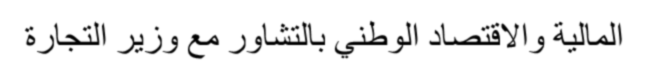 المالية والاقتصاد الوطني بالتشاور مع وزير التجارة